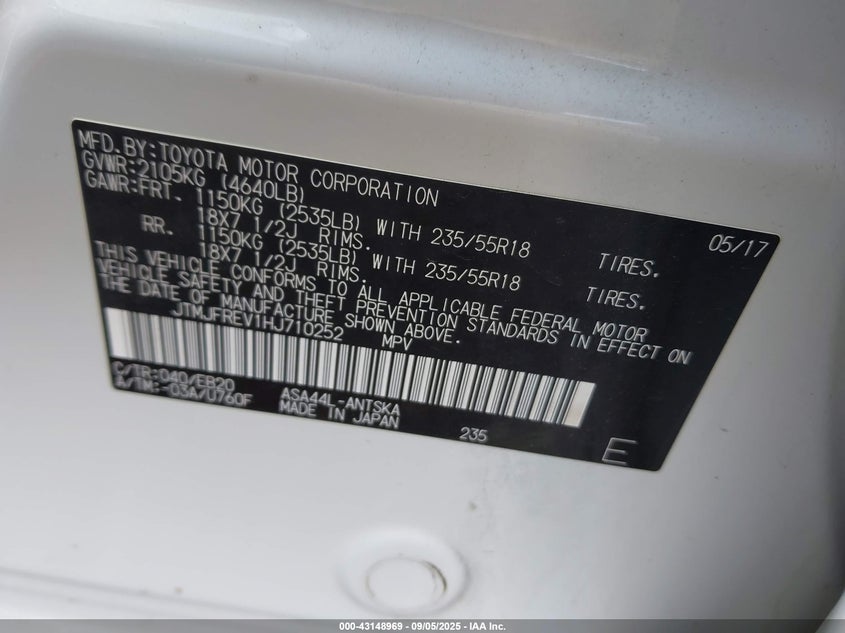 MFD.BY:TOYOTA MOTOR CORPORATION 05/17
GVWR:2105KG (4640LB)
GAWR:FRT. 1150KG (2535LB) WITH 235/55R18 TIRES.
18X7 1/2J RIMS.
RR. 1150KG (2535LB) WITH 235/55R18 TIRES.
18X7 1/2J RIMS.
THIS VEHICLE CONFORMS TO ALL APPLICABLE FEDERAL MOTOR
VEHICLE SAFETY AND THEFT PREVENTION STANDARDS IN EFFECT ON
THE DATE OF MANUFACTURE SHOWN ABOVE.
JTMJFREV1HJ710252 MPV
C/TR:040/EB20 ASA44L-ANTSKA
A/TM:-03A/U760F MADE IN JAPAN 235 E
000-43148969 | 09/05/2025 | IAA Inc.